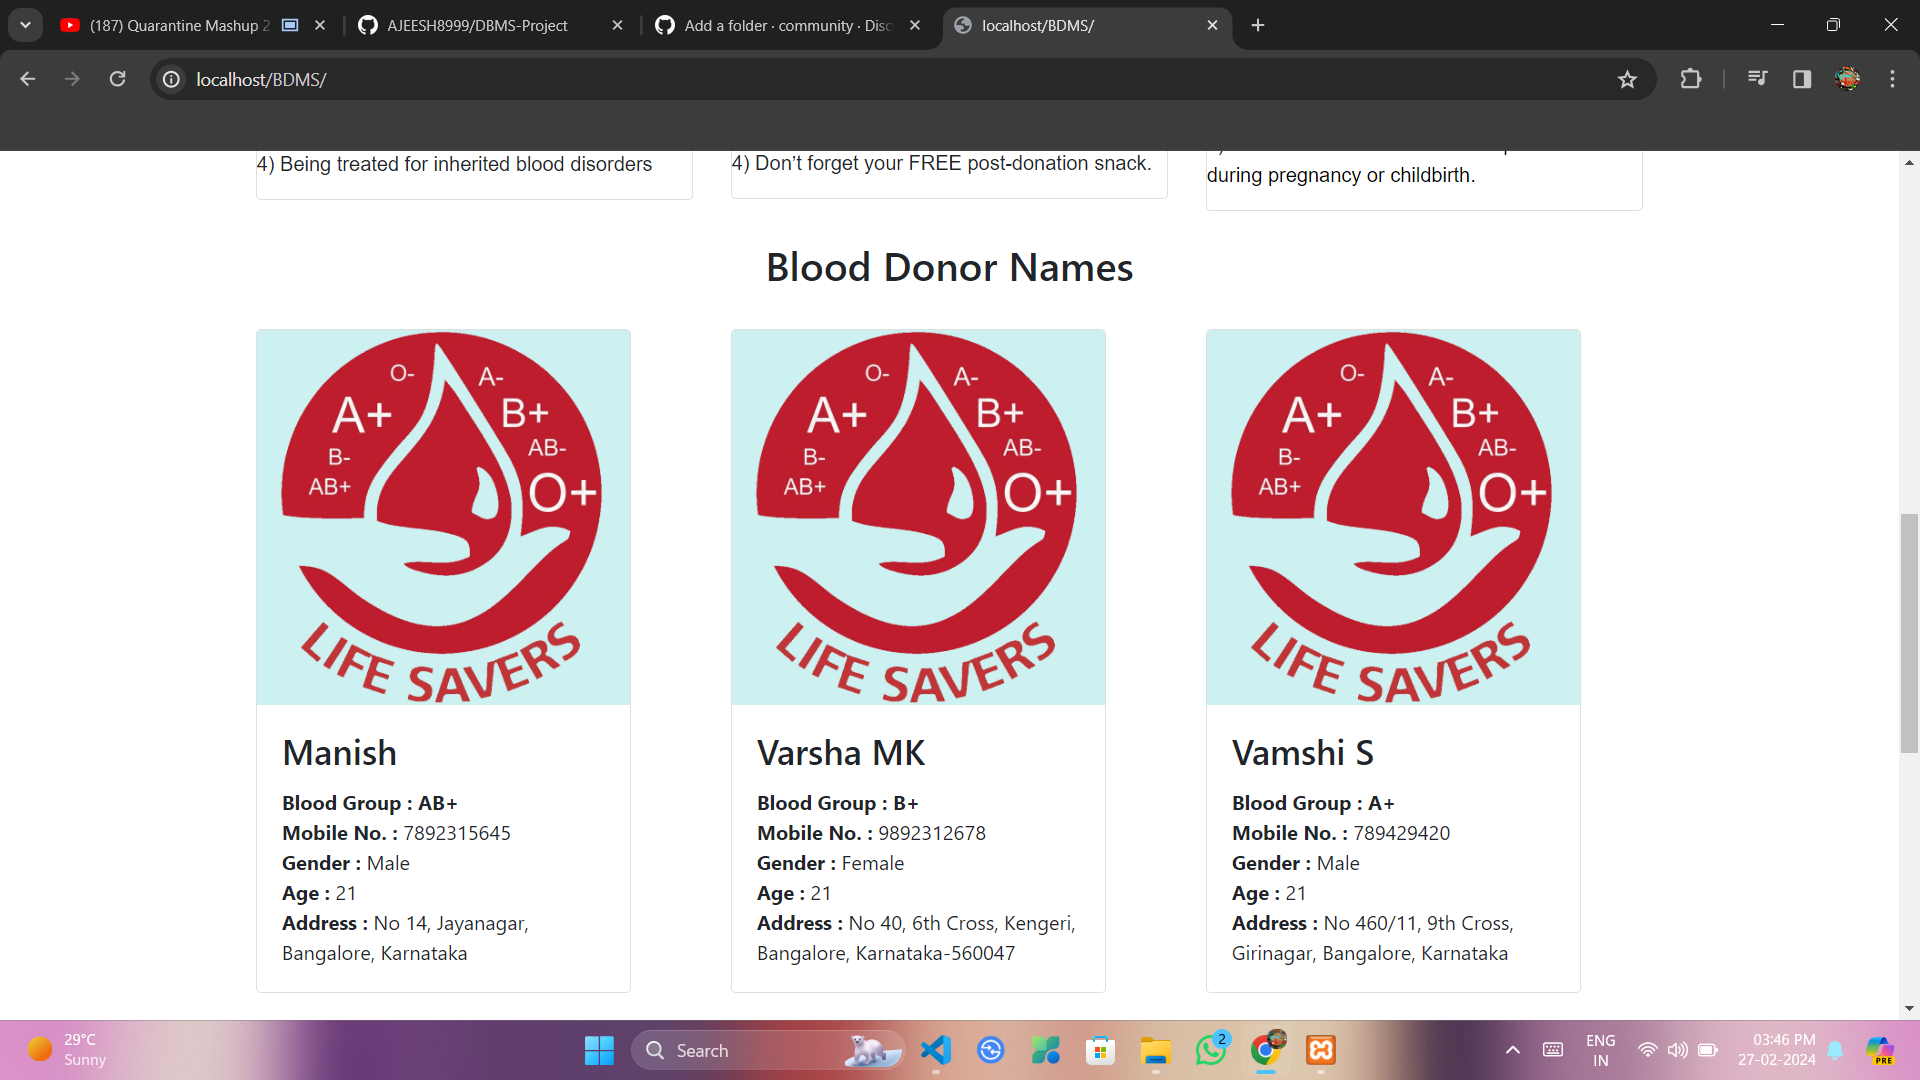 (187) Quarantine Mashup 2
AJEESH8999/DBMS-Project
Add a folder · community · Disc
localhost/BDMS/
localhost/BDMS/
4) Being treated for inherited blood disorders
4) Don’t forget your FREE post-donation snack.
during pregnancy or childbirth.
Blood Donor Names
O- A-
A+ B+
B- AB-
AB+ O+
LIFE SAVERS
O- A-
A+ B+
B- AB-
AB+ O+
LIFE SAVERS
O- A-
A+ B+
B- AB-
AB+ O+
LIFE SAVERS
Manish
Blood Group : AB+
Mobile No. : 7892315645
Gender : Male
Age : 21
Address : No 14, Jayanagar,
Bangalore, Karnataka
Varsha MK
Blood Group : B+
Mobile No. : 9892312678
Gender : Female
Age : 21
Address : No 40, 6th Cross, Kengeri,
Bangalore, Karnataka-560047
Vamshi S
Blood Group : A+
Mobile No. : 789429420
Gender : Male
Age : 21
Address : No 460/11, 9th Cross,
Girinagar, Bangalore, Karnataka
29°C
Sunny
Search
2
ENG
IN
03:46 PM
27-02-2024
PRE